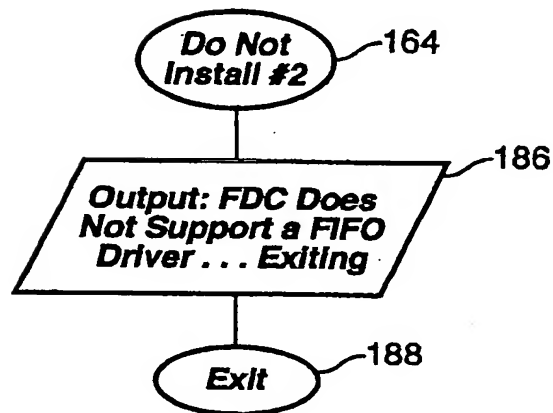 Do Not
Install #2
164
186
Output: FDC Does
Not Support a FIFO
Driver . . . Exiting
188
Exit